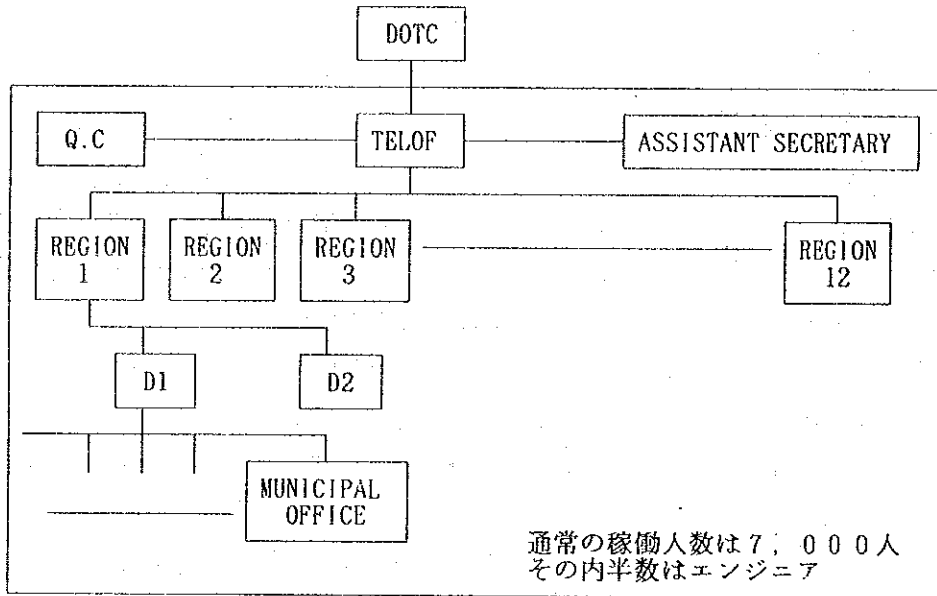 DOTC
Q.C
TELOF
ASSISTANT SECRETARY
REGION
1
REGION
2
REGION
3
REGION
12
D1
D2
MUNICIPAL
OFFICE
通常の稼働人数は7，000人
その内半数はエンジニア